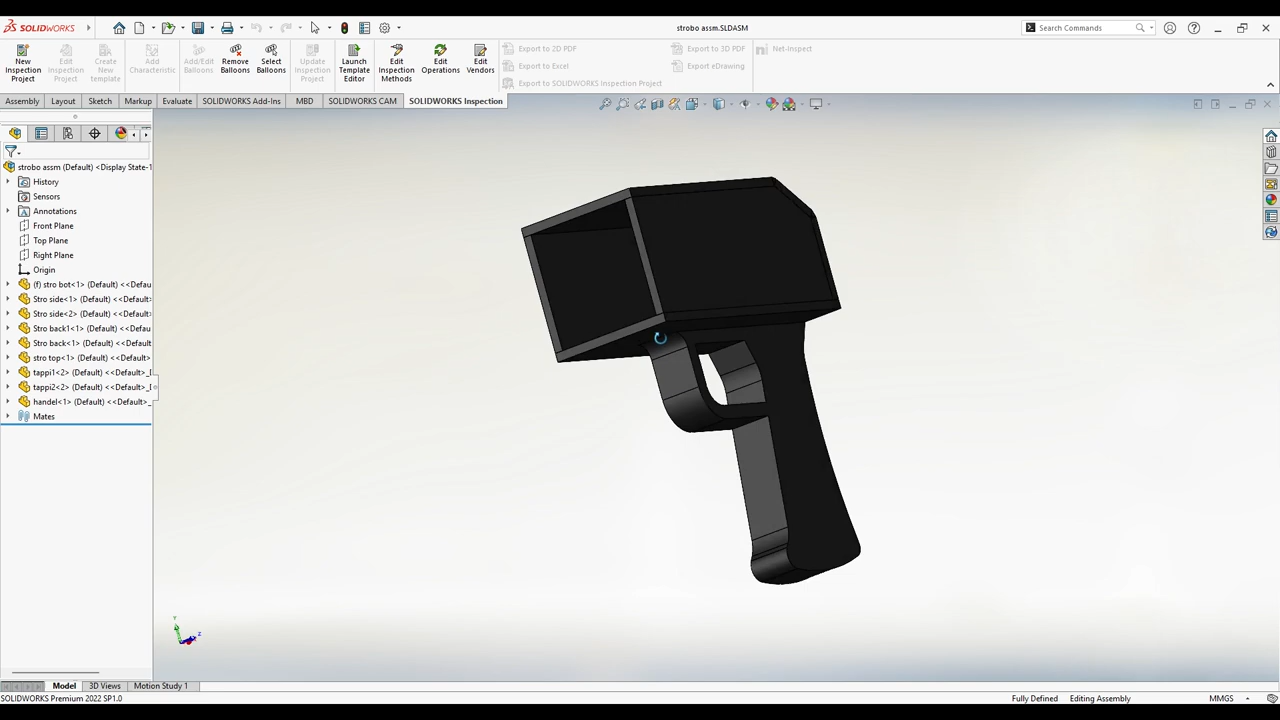 SOLIDWORKS
strobo assm.SLDASM
Search Commands
New Inspection Project
Edit Inspection Project
Create New template
Add Characteristic
Add/Edit Balloons
Remove Balloons
Select Balloons
Update Inspection Project
Launch Template Editor
Edit Inspection Methods
Edit Operations
Edit Vendors
Export to 2D PDF
Export to Excel
Export to SOLIDWORKS Inspection Project
Export to 3D PDF
Export eDrawing
Net-Inspect
Assembly
Layout
Sketch
Markup
Evaluate
SOLIDWORKS Add-Ins
MBD
SOLIDWORKS CAM
SOLIDWORKS Inspection
strobo assm (Default) <Display State-1
History
Sensors
Annotations
Front Plane
Top Plane
Right Plane
Origin
(f) stro bot<1> (Default) <<Defau
Stro side<1> (Default) <<Default>
Stro side<2> (Default) <<Default>
Stro back1<1> (Default) <<Defau
Stro back<1> (Default) <<Default
stro top<1> (Default) <<Default>
tappi1<2> (Default) <<Default>_D
tappi2<2> (Default) <<Default>_D
handel<1> (Default) <<Default>_
Mates
Y
Z
Model
3D Views
Motion Study 1
SOLIDWORKS Premium 2022 SP1.0
Fully Defined
Editing Assembly
MMGS